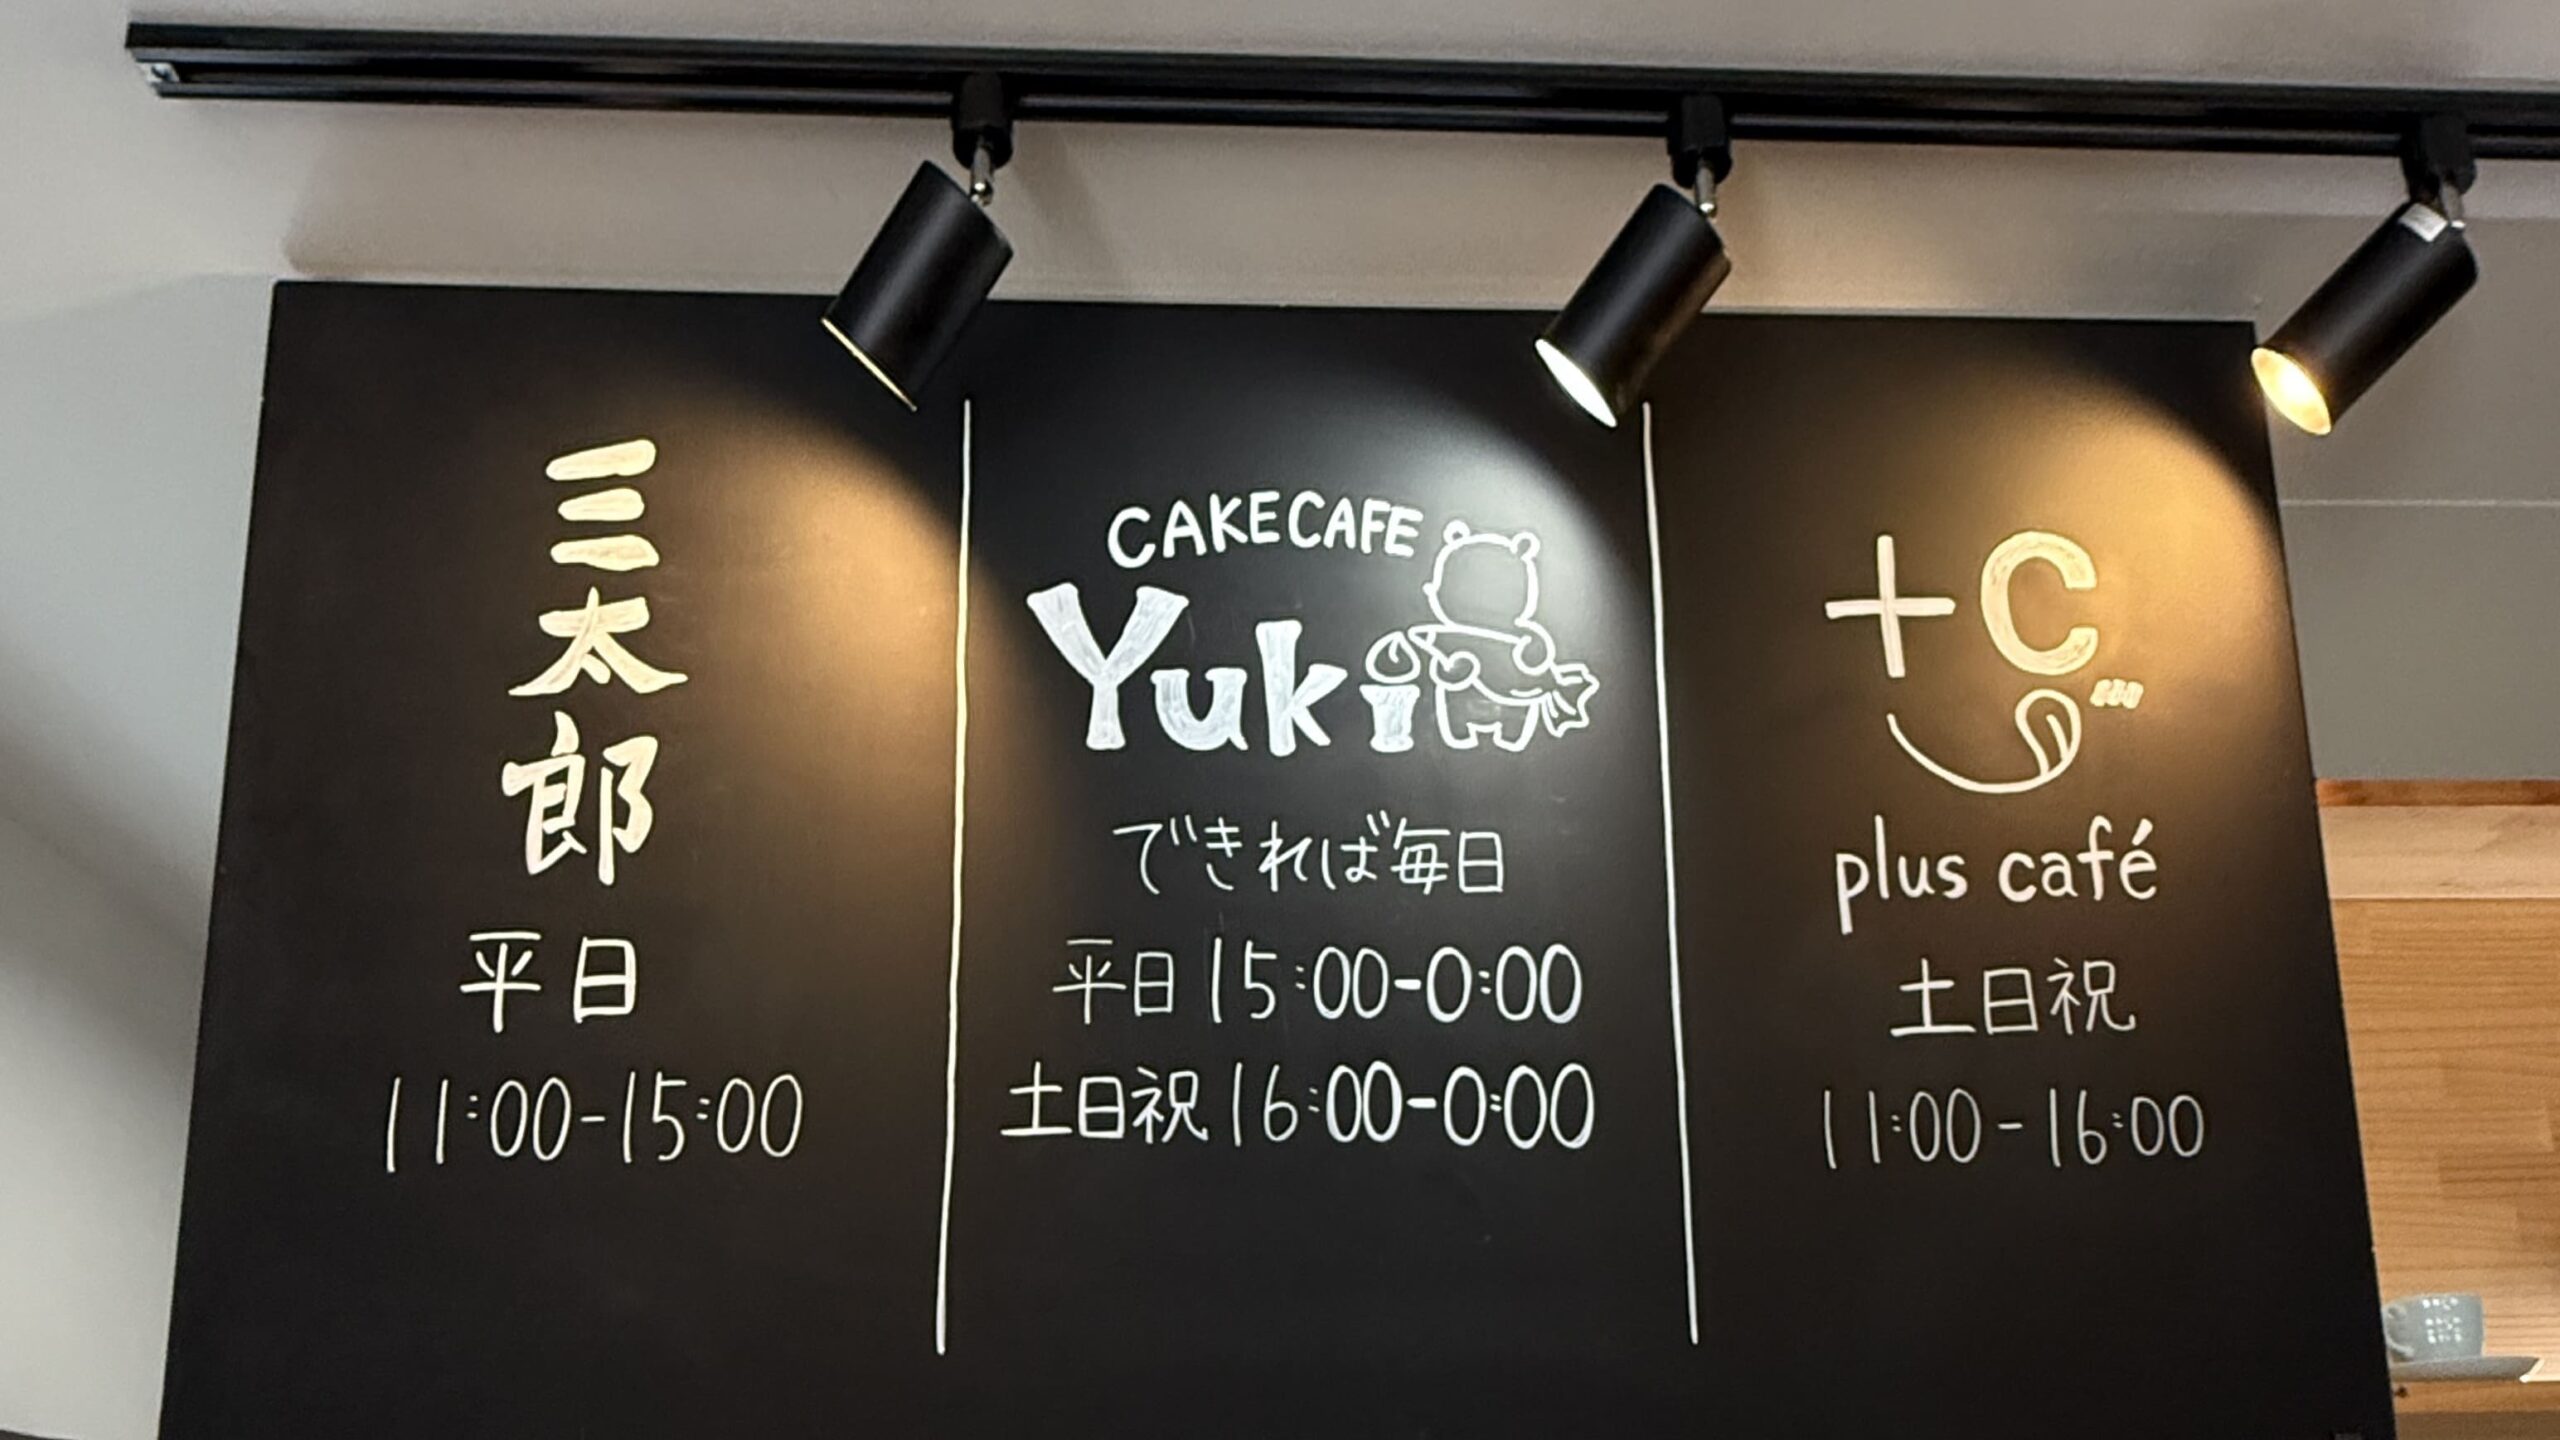 三太郎
平日
11:00-15:00
CAKECAFE
Yuki
できれば毎日
平日 15:00-0:00
土日祝 16:00-0:00
+C
plus café
土日祝
11:00-16:00